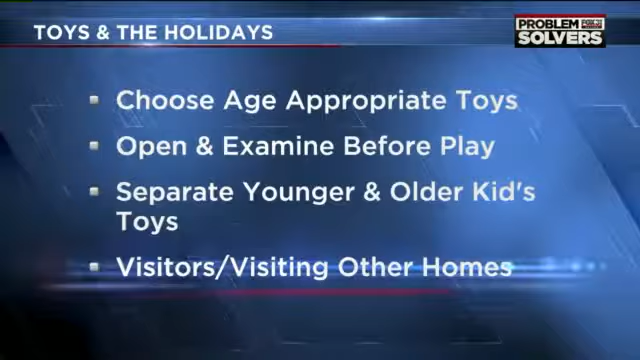 TOYS & THE HOLIDAYS
PROBLEM
SOLVERS
Choose Age Appropriate Toys
Open & Examine Before Play
Separate Younger & Older Kid's
Toys
Visitors/Visiting Other Homes